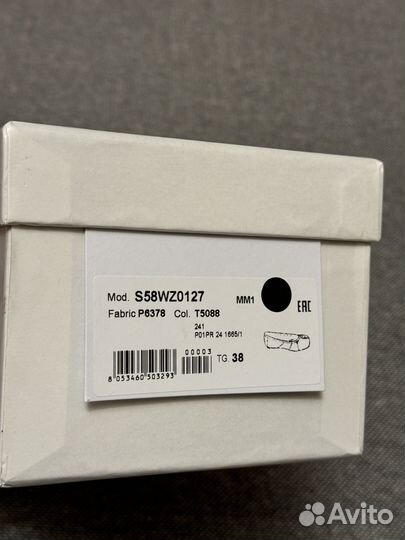 Mod. S58WZ0127 MM1 EAC
Fabric P6378 Col. T5088
241
P01PR 24 1665/1
00003
TG. 38
8 053460 503293
Avito